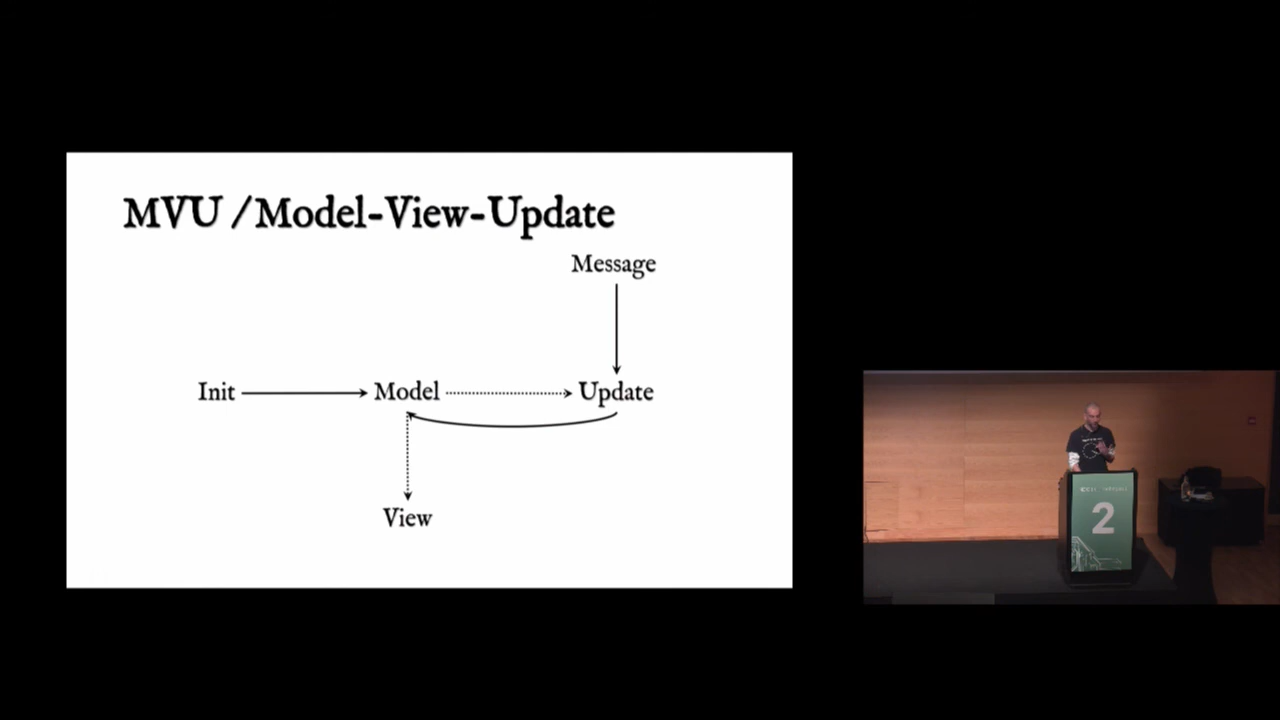 MVU /Model-View-Update
Message
Init
Model
Update
View
2